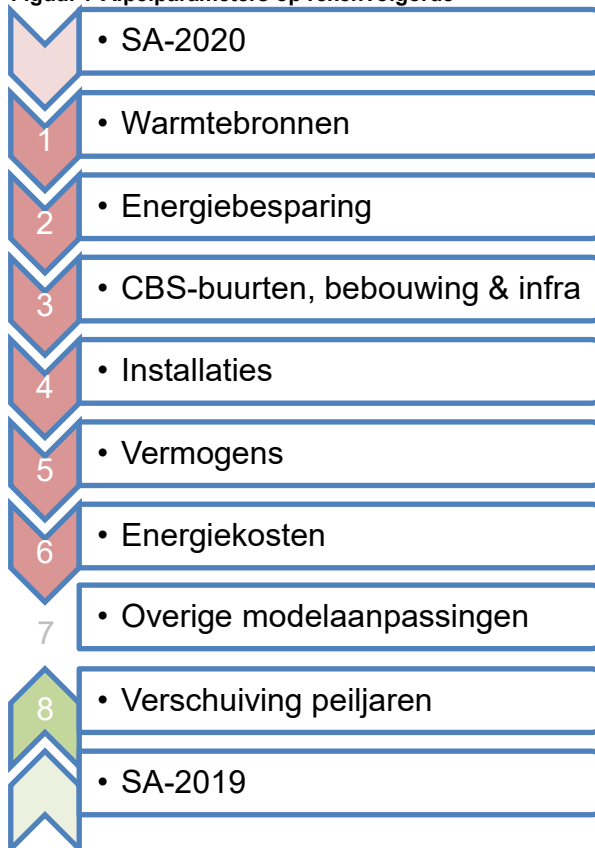 • SA-2020
1 • Warmtebronnen
2 • Energiebesparing
3 • CBS-buurten, bebouwing & infra
4 • Installaties
5 • Vermogens
6 • Energiekosten
7 • Overige modelaanpassingen
8 • Verschuiving peiljaren
• SA-2019